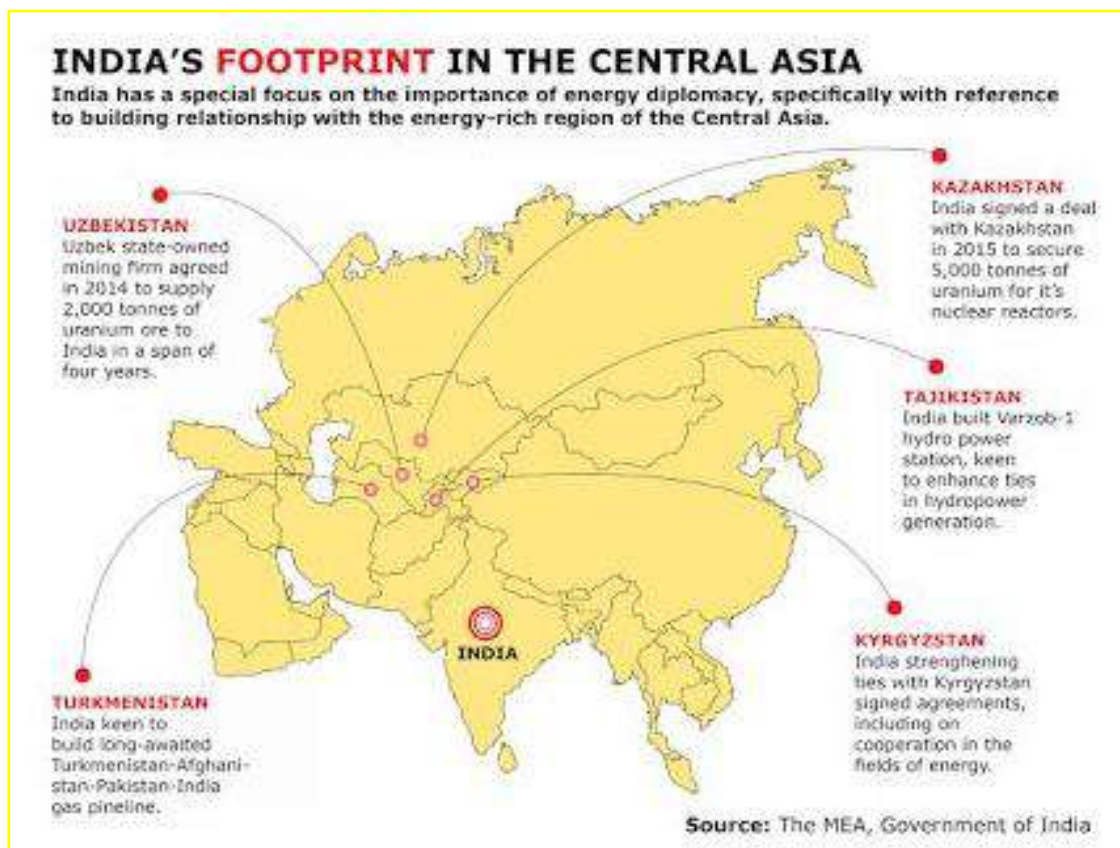 INDIA'S FOOTPRINT IN THE CENTRAL ASIA
India has a special focus on the importance of energy diplomacy, specifically with reference
to building relationship with the energy-rich region of the Central Asia.
UZBEKISTAN
Uzbek state-owned
mining firm agreed
in 2014 to supply
2,000 tonnes of
uranium ore to
India in a span of
four years.
KAZAKHSTAN
India signed a deal
with Kazakhstan
in 2015 to secure
5,000 tonnes of
uranium for it's
nuclear reactors.
TAJIKISTAN
India built Varzob-1
hydro power
station, keen
to enhance ties
in hydropower
generation.
INDIA
KYRGYZSTAN
India strenghening
ties with Kyrgyzstan
signed agreements,
including on
cooperation in the
fields of energy.
TURKMENISTAN
India keen to
build long-awaited
Turkmenistan-Afghani-
stan-Pakistan-India
gas pineline.
Source: The MEA, Government of India